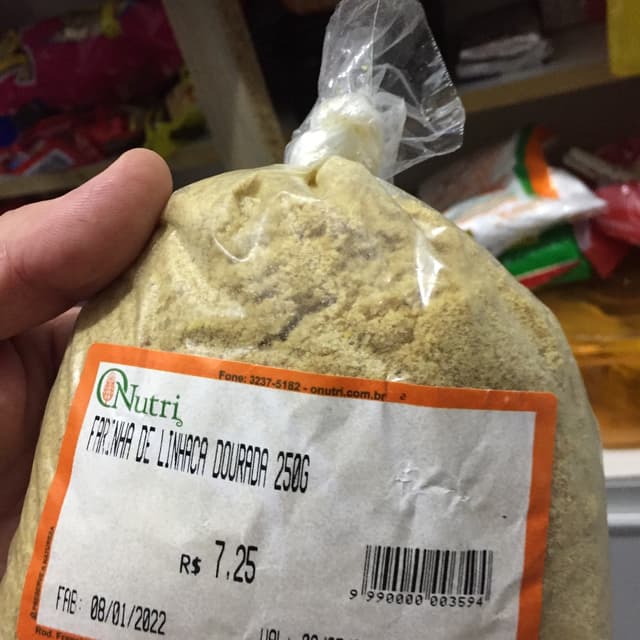 Fone: 3237-5182 - onutri.com.br
ONutri
FARINHA DE LINHACA DOURADA 250G
R$ 7,25
9 990000 003594
FAB: 08/01/2022